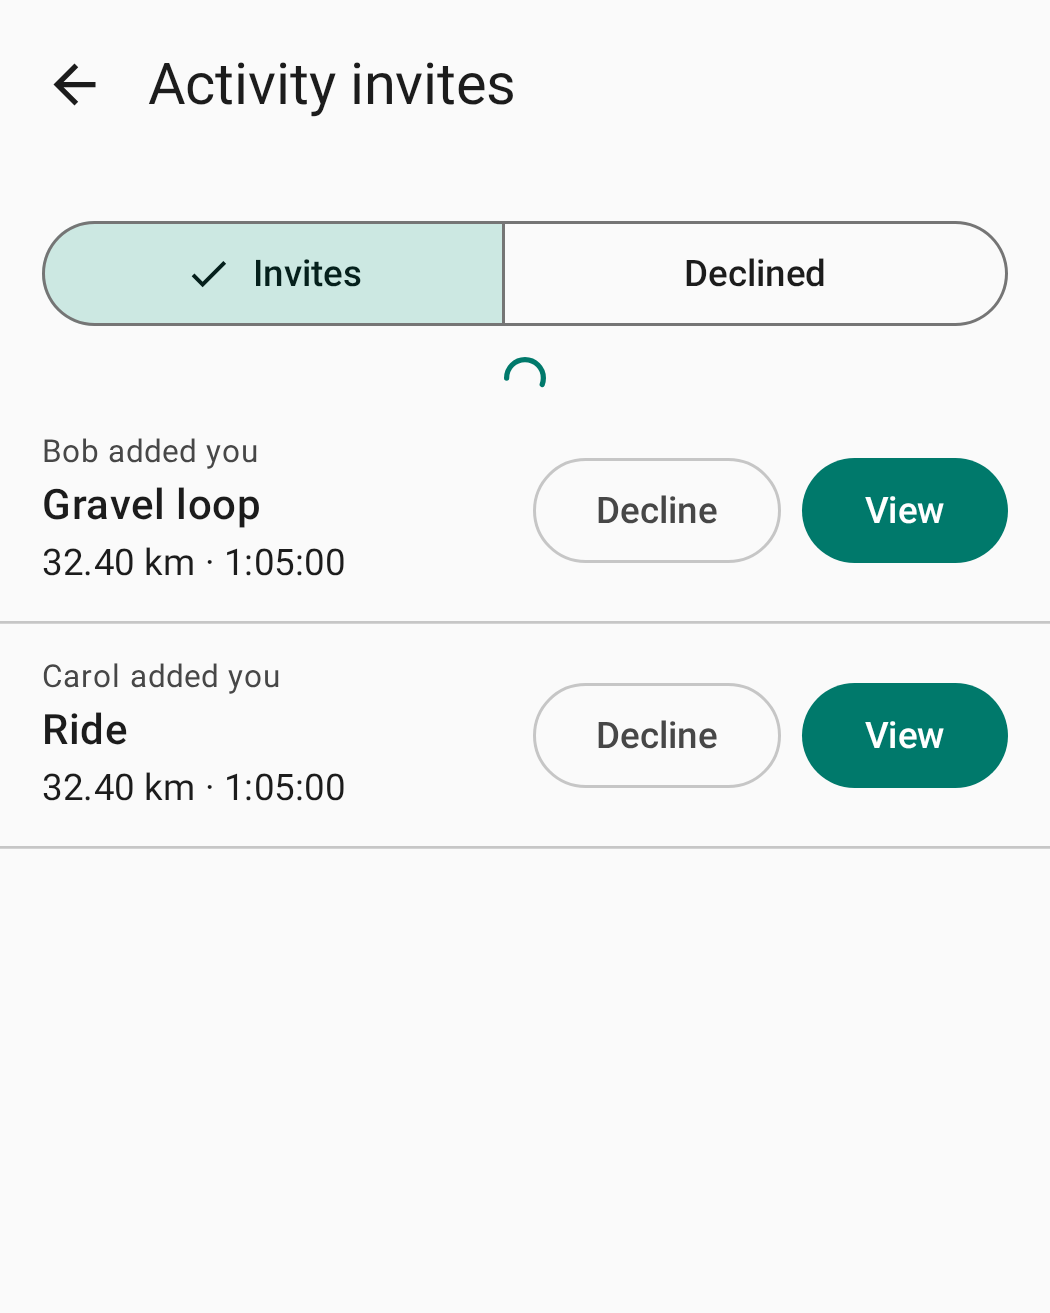 Activity invites
Invites
Declined
Bob added you
Gravel loop
32.40 km · 1:05:00
Decline
View
Carol added you
Ride
32.40 km · 1:05:00
Decline
View